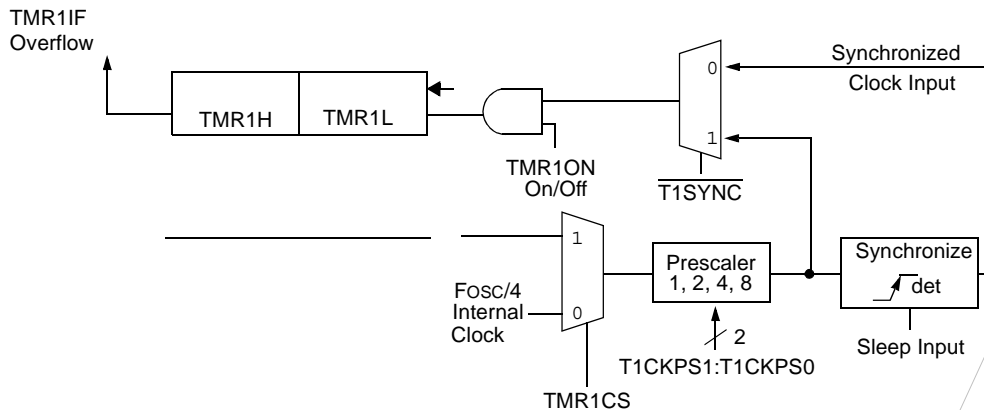 TMR1IF
Overflow
TMR1H
TMR1L
TMR1ON
On/Off
0
1
T1SYNC
Synchronized
Clock Input
1
0
FOSC/4
Internal
Clock
TMR1CS
Prescaler
1, 2, 4, 8
2
T1CKPS1:T1CKPS0
Synchronize
det
Sleep Input